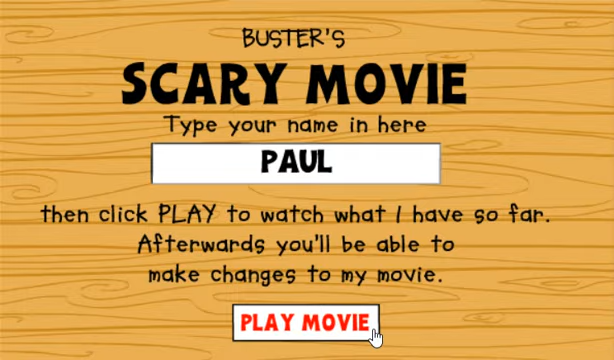 BUSTER'S
SCARY MOVIE
Type your name in here
PAUL
then click PLAY to watch what I have so far.
Afterwards you'll be able to
make changes to my movie.
PLAY MOVIE